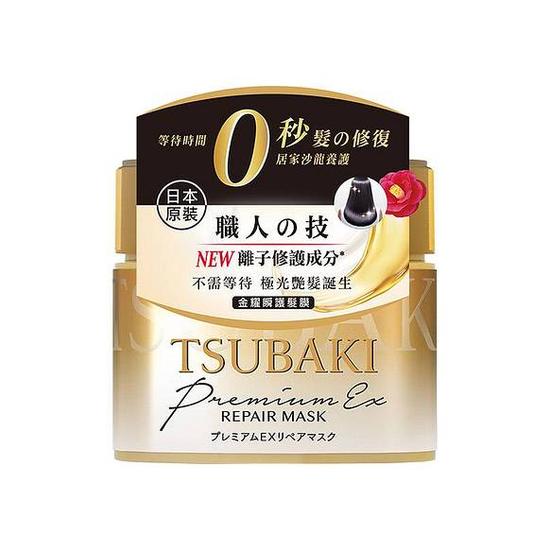 等待時間 0 秒 髮の修復
居家沙龍養護
日本
原裝
職人の技
NEW 離子修護成分*
不需等待 極光艷髮誕生
金耀瞬護髮膜
TSUBAKI
TSUBAKI
Premium Ex
REPAIR MASK
プレミアムEXリペアマスク